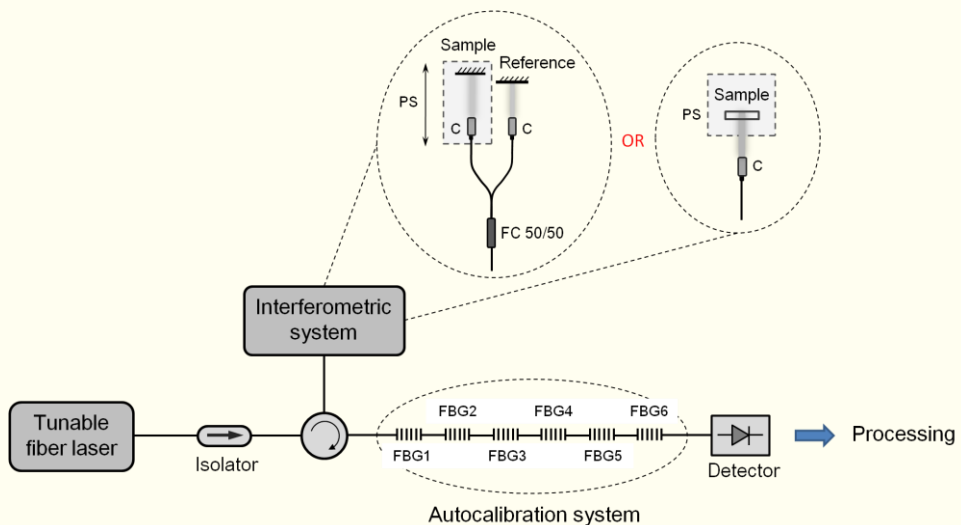 Sample
Reference
PS
C
C
FC 50/50
OR
Sample
PS
C
Interferometric
system
Tunable
fiber laser
Isolator
FBG2
FBG4
FBG6
FBG1
FBG3
FBG5
Detector
Processing
Autocalibration system